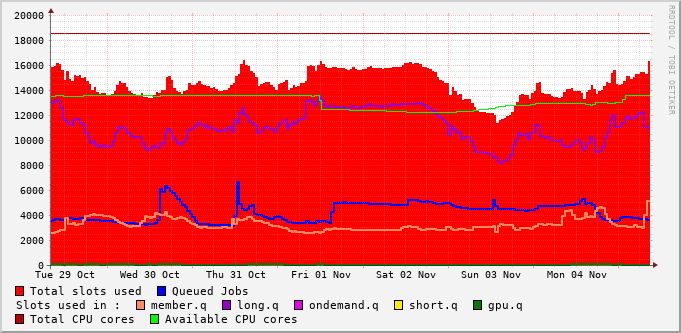 20000
18000
16000
14000
12000
10000
8000
6000
4000
2000
0
Tue 29 Oct Wed 30 Oct Thu 31 Oct Fri 01 Nov Sat 02 Nov Sun 03 Nov Mon 04 Nov
Total slots used Queued Jobs
Slots used in : member.q long.q ondemand.q short.q gpu.q
Total CPU cores Available CPU cores
RRDTOOL / TOBI OETIKER